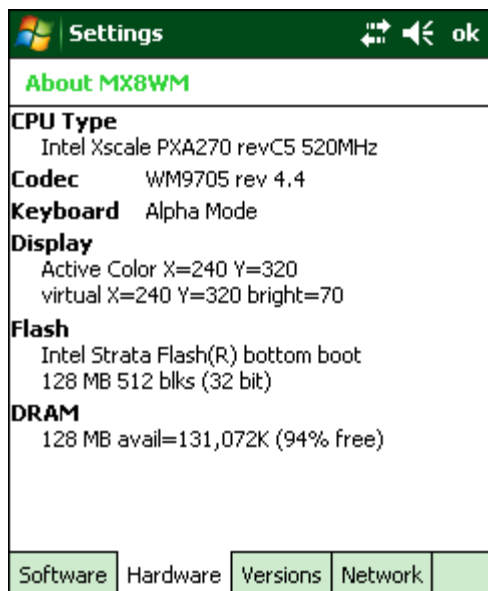 Settings ok
About MX8WM
CPU Type
Intel Xscale PXA270 revC5 520MHz
Codec WM9705 rev 4.4
Keyboard Alpha Mode
Display
Active Color X=240 Y=320
virtual X=240 Y=320 bright=70
Flash
Intel Strata Flash(R) bottom boot
128 MB 512 blks (32 bit)
DRAM
128 MB avail=131,072K (94% free)
Software Hardware Versions Network